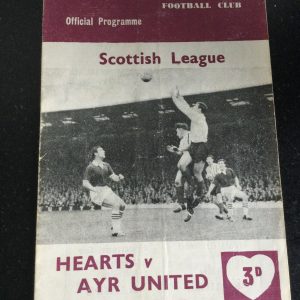 FOOTBALL CLUB
Official Programme
Scottish League
HEARTS v
AYR UNITED
3D